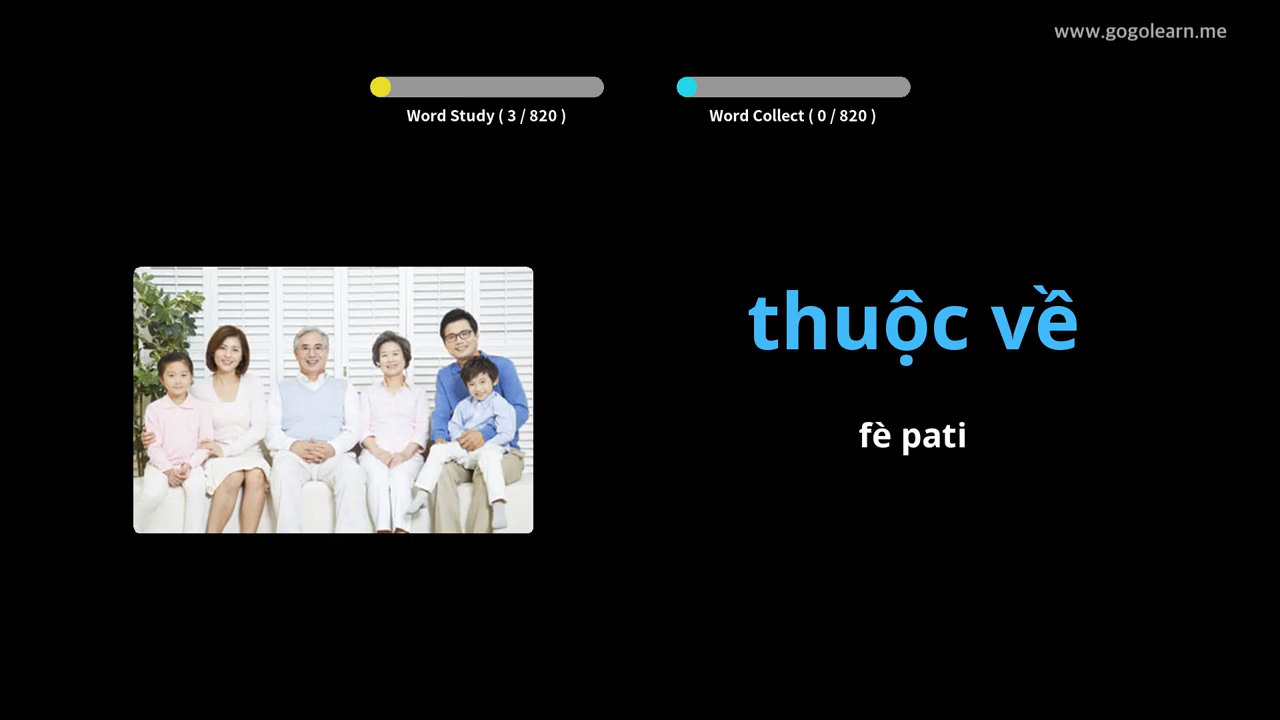 www.gogolearn.me
Word Study ( 3 / 820 )
Word Collect ( 0 / 820 )
thuộc về
fè pati